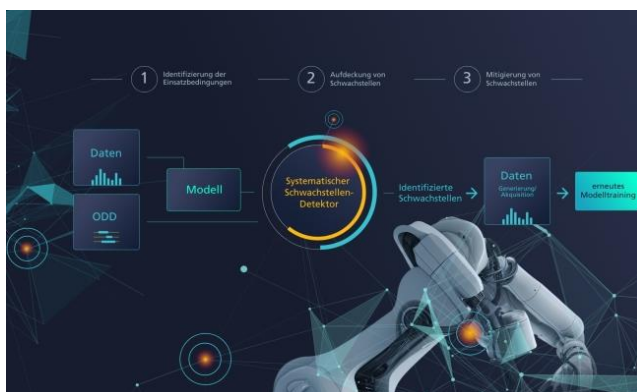 1
Identifizierung der
Einsatzbedingungen
2
Aufdeckung von
Schwachstellen
3
Mitigierung von
Schwachstellen
Daten
ODD
Modell
Systematischer
Schwachstellen-
Detektor
Identifizierte
Schwachstellen
Daten
Generierung/
Akquisition
erneutes
Modelltraining